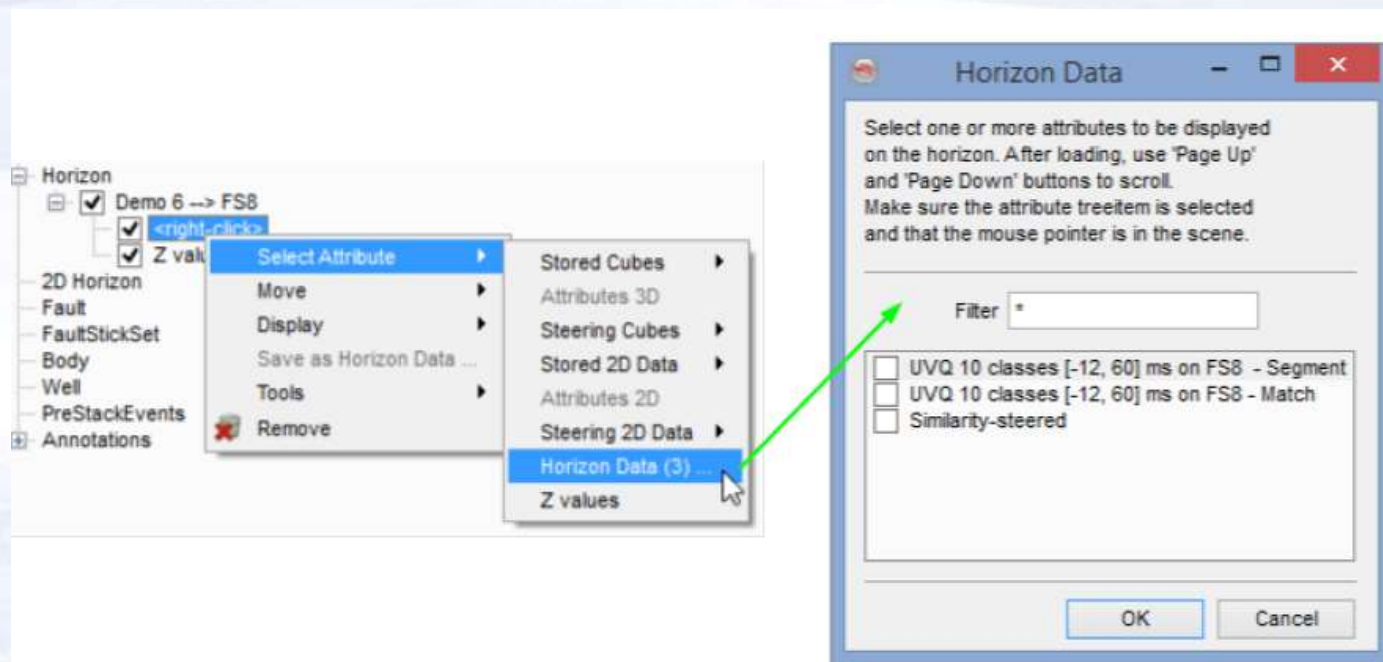 Horizon
Demo 6 --> FS8
<right-click>
Z valu
2D Horizon
Fault
FaultStickSet
Body
Well
PreStackEvents
Annotations
Select Attribute
Move
Display
Save as Horizon Data ...
Tools
Remove
Stored Cubes
Attributes 3D
Steering Cubes
Stored 2D Data
Attributes 2D
Steering 2D Data
Horizon Data (3) ...
Z values
Horizon Data
Select one or more attributes to be displayed
on the horizon. After loading, use 'Page Up'
and 'Page Down' buttons to scroll.
Make sure the attribute treeitem is selected
and that the mouse pointer is in the scene.
Filter *
UVQ 10 classes [-12, 60] ms on FS8 - Segment
UVQ 10 classes [-12, 60] ms on FS8 - Match
Similarity-steered
OK Cancel